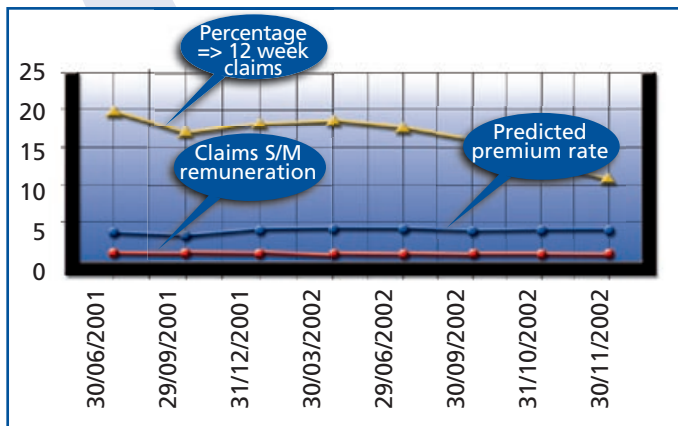 Percentage
=> 12 week
claims
25
20
15
10
5
0
Claims S/M
remuneration
Predicted
premium rate
30/06/2001
29/09/2001
31/12/2001
30/03/2002
29/06/2002
30/09/2002
31/10/2002
30/11/2002